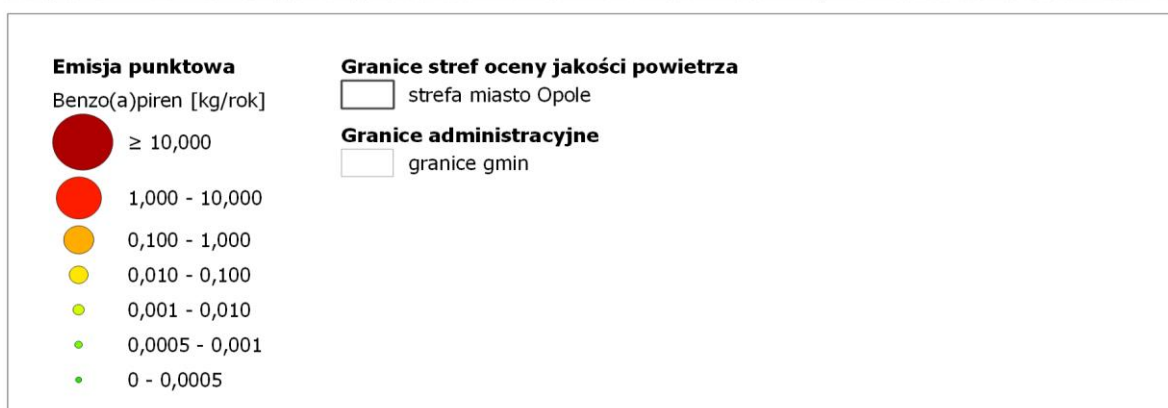 Emisja punktowa
Benzo(a)piren [kg/rok]
≥ 10,000
1,000 - 10,000
0,100 - 1,000
0,010 - 0,100
0,001 - 0,010
0,0005 - 0,001
0 - 0,0005
Granice stref oceny jakości powietrza
strefa miasto Opole
Granice administracyjne
granice gmin